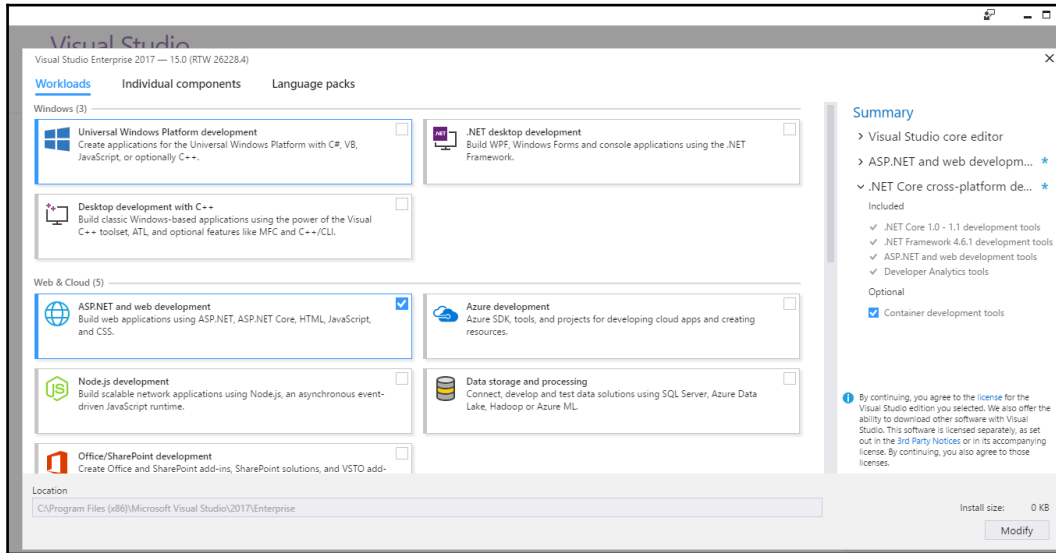 Visual Studio
Visual Studio Enterprise 2017 — 15.0 (RTW 26228.4)
Workloads
Individual components
Language packs
Windows (3)
Universal Windows Platform development
Create applications for the Universal Windows Platform with C#, VB,
JavaScript, or optionally C++.
.NET
.NET desktop development
Build WPF, Windows Forms and console applications using the .NET
Framework.
Desktop development with C++
Build classic Windows-based applications using the power of the Visual
C++ toolset, ATL, and optional features like MFC and C++/CLI.
Web & Cloud (5)
ASP.NET and web development
Build web applications using ASP.NET, ASP.NET Core, HTML, JavaScript,
and CSS.
Azure development
Azure SDK, tools, and projects for developing cloud apps and creating
resources.
Node.js development
Build scalable network applications using Node.js, an asynchronous event-
driven JavaScript runtime.
Data storage and processing
Connect, develop and test data solutions using SQL Server, Azure Data
Lake, Hadoop or Azure ML.
Office/SharePoint development
Create Office and SharePoint add-ins, SharePoint solutions, and VSTO add-
Summary
Visual Studio core editor
ASP.NET and web developm... *
.NET Core cross-platform de... *
Included
.NET Core 1.0 - 1.1 development tools
.NET Framework 4.6.1 development tools
ASP.NET and web development tools
Developer Analytics tools
Optional
Container development tools
By continuing, you agree to the license for the
Visual Studio edition you selected. We also offer the
ability to download other software with Visual
Studio. This software is licensed separately, as set
out in the 3rd Party Notices or in its accompanying
license. By continuing, you also agree to those
licenses.
Location
C:\Program Files (x86)\Microsoft Visual Studio\2017\Enterprise
Install size: 0 KB
Modify